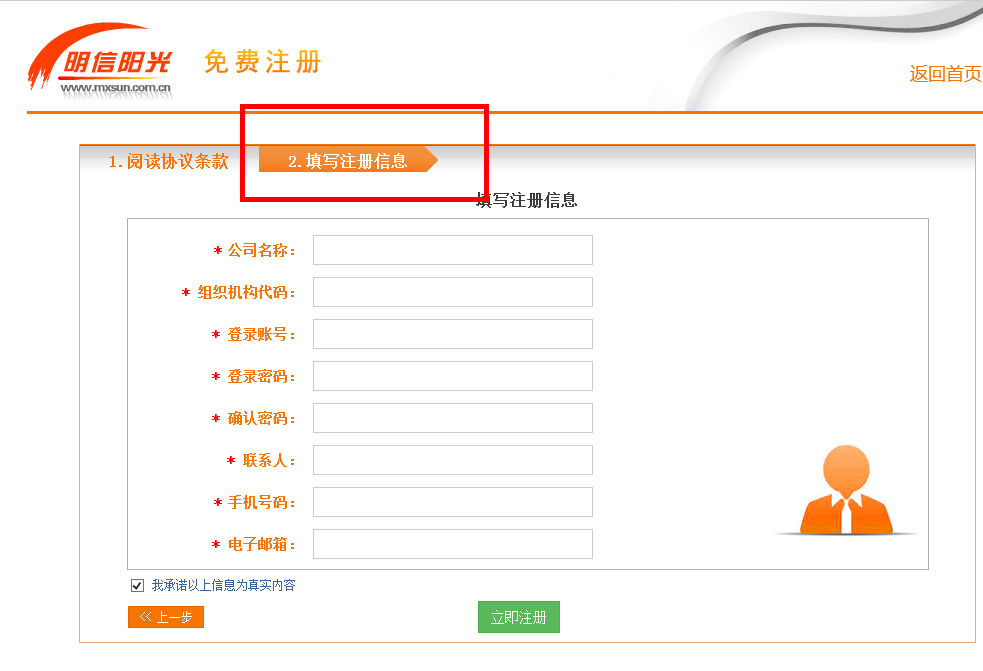 明信阳光
www.mxsun.com.cn
免费注册
返回首页
1.阅读协议条款
2.填写注册信息
填写注册信息
* 公司名称：
* 组织机构代码：
* 登录账号：
* 登录密码：
* 确认密码：
* 联系人：
* 手机号码：
* 电子邮箱：
我承诺以上信息为真实内容
<< 上一步
立即注册